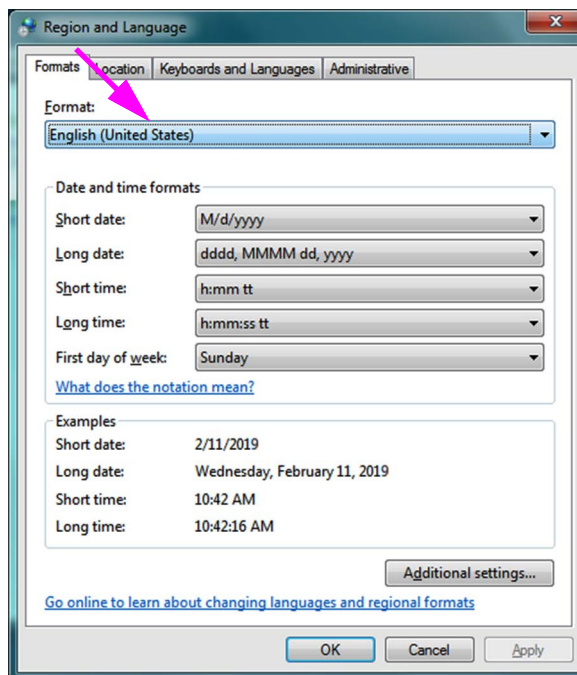 Region and Language
Formats Location Keyboards and Languages Administrative
Format:
English (United States)
Date and time formats
Short date: M/d/yyyy
Long date: dddd, MMMM dd, yyyy
Short time: h:mm tt
Long time: h:mm:ss tt
First day of week: Sunday
What does the notation mean?
Examples
Short date: 2/11/2019
Long date: Wednesday, February 11, 2019
Short time: 10:42 AM
Long time: 10:42:16 AM
Additional settings...
Go online to learn about changing languages and regional formats
OK Cancel Apply